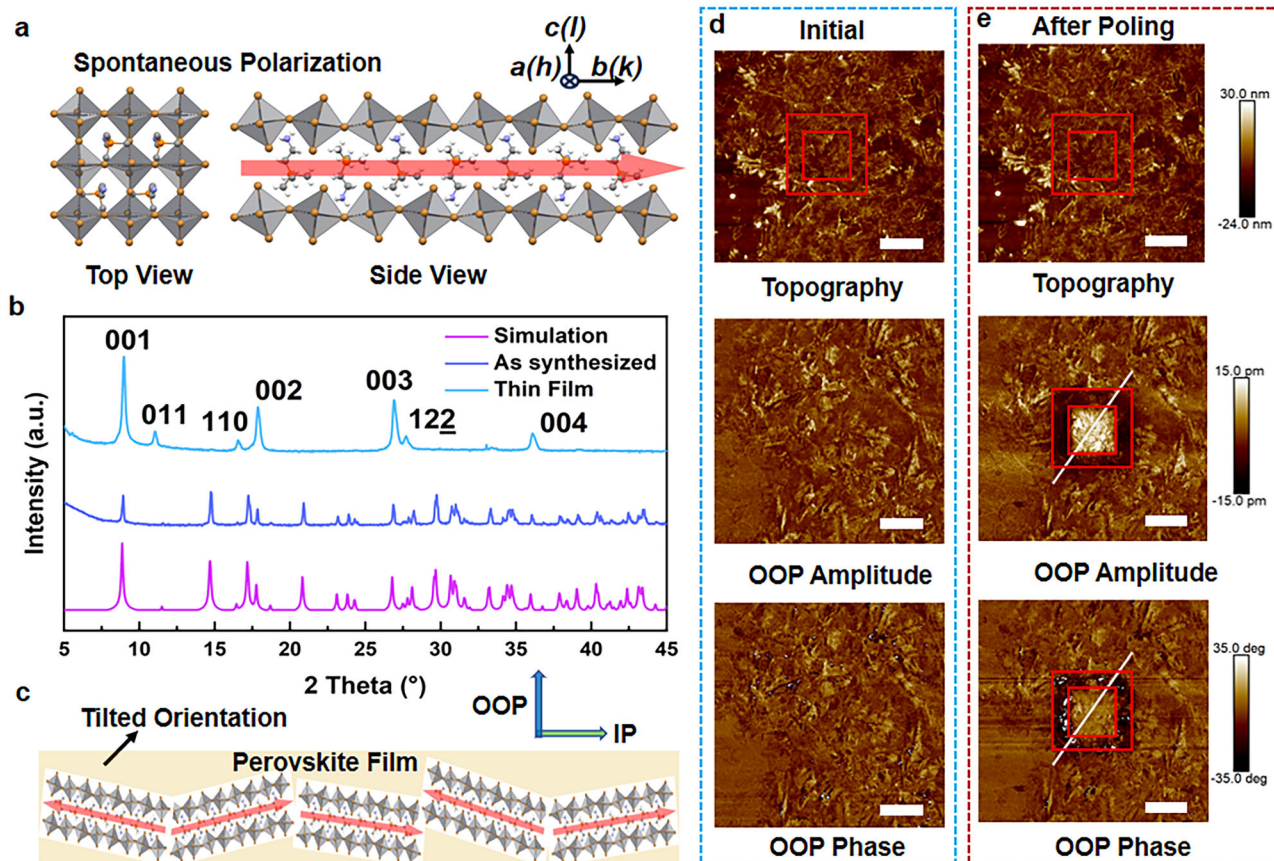 a
Spontaneous Polarization
c(l)
a(h)
b(k)
Top View
Side View
b
Simulation
As synthesized
Thin Film
001
011
110
002
003
12<u>2</u>
004
Intensity (a.u.)
5 10 15 20 25 30 35 40 45
2 Theta (°)
c
Tilted Orientation
OOP
IP
Perovskite Film
d
Initial
Topography
OOP Amplitude
OOP Phase
e
After Poling
30.0 nm
-24.0 nm
Topography
15.0 pm
-15.0 pm
OOP Amplitude
35.0 deg
-35.0 deg
OOP Phase